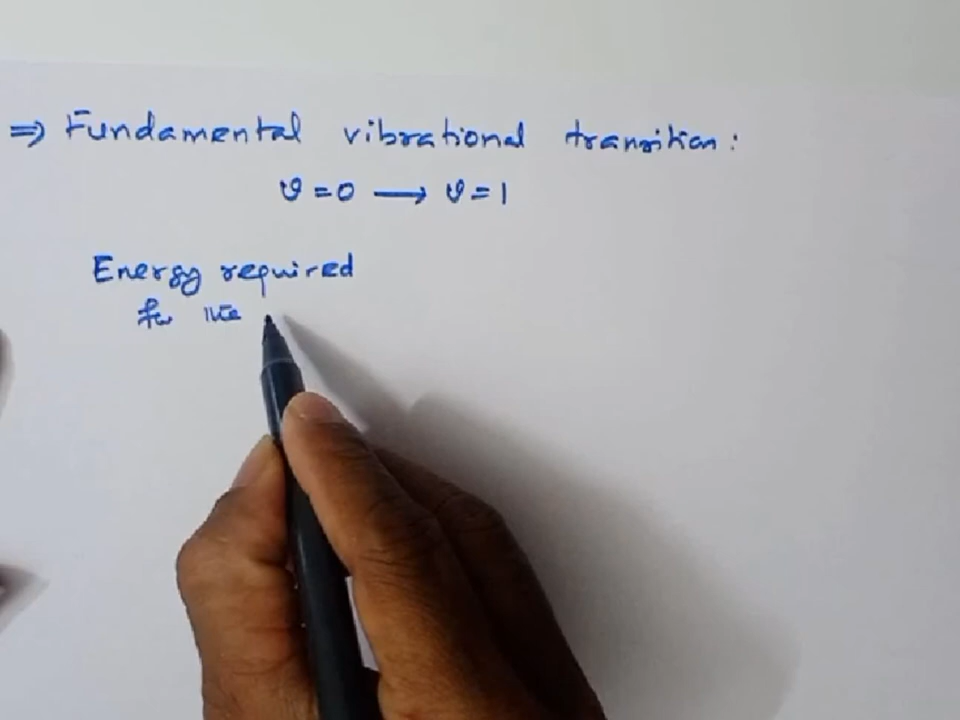 ⇒ Fundamental vibrational transition:
v=0 → v=1
Energy required
for the